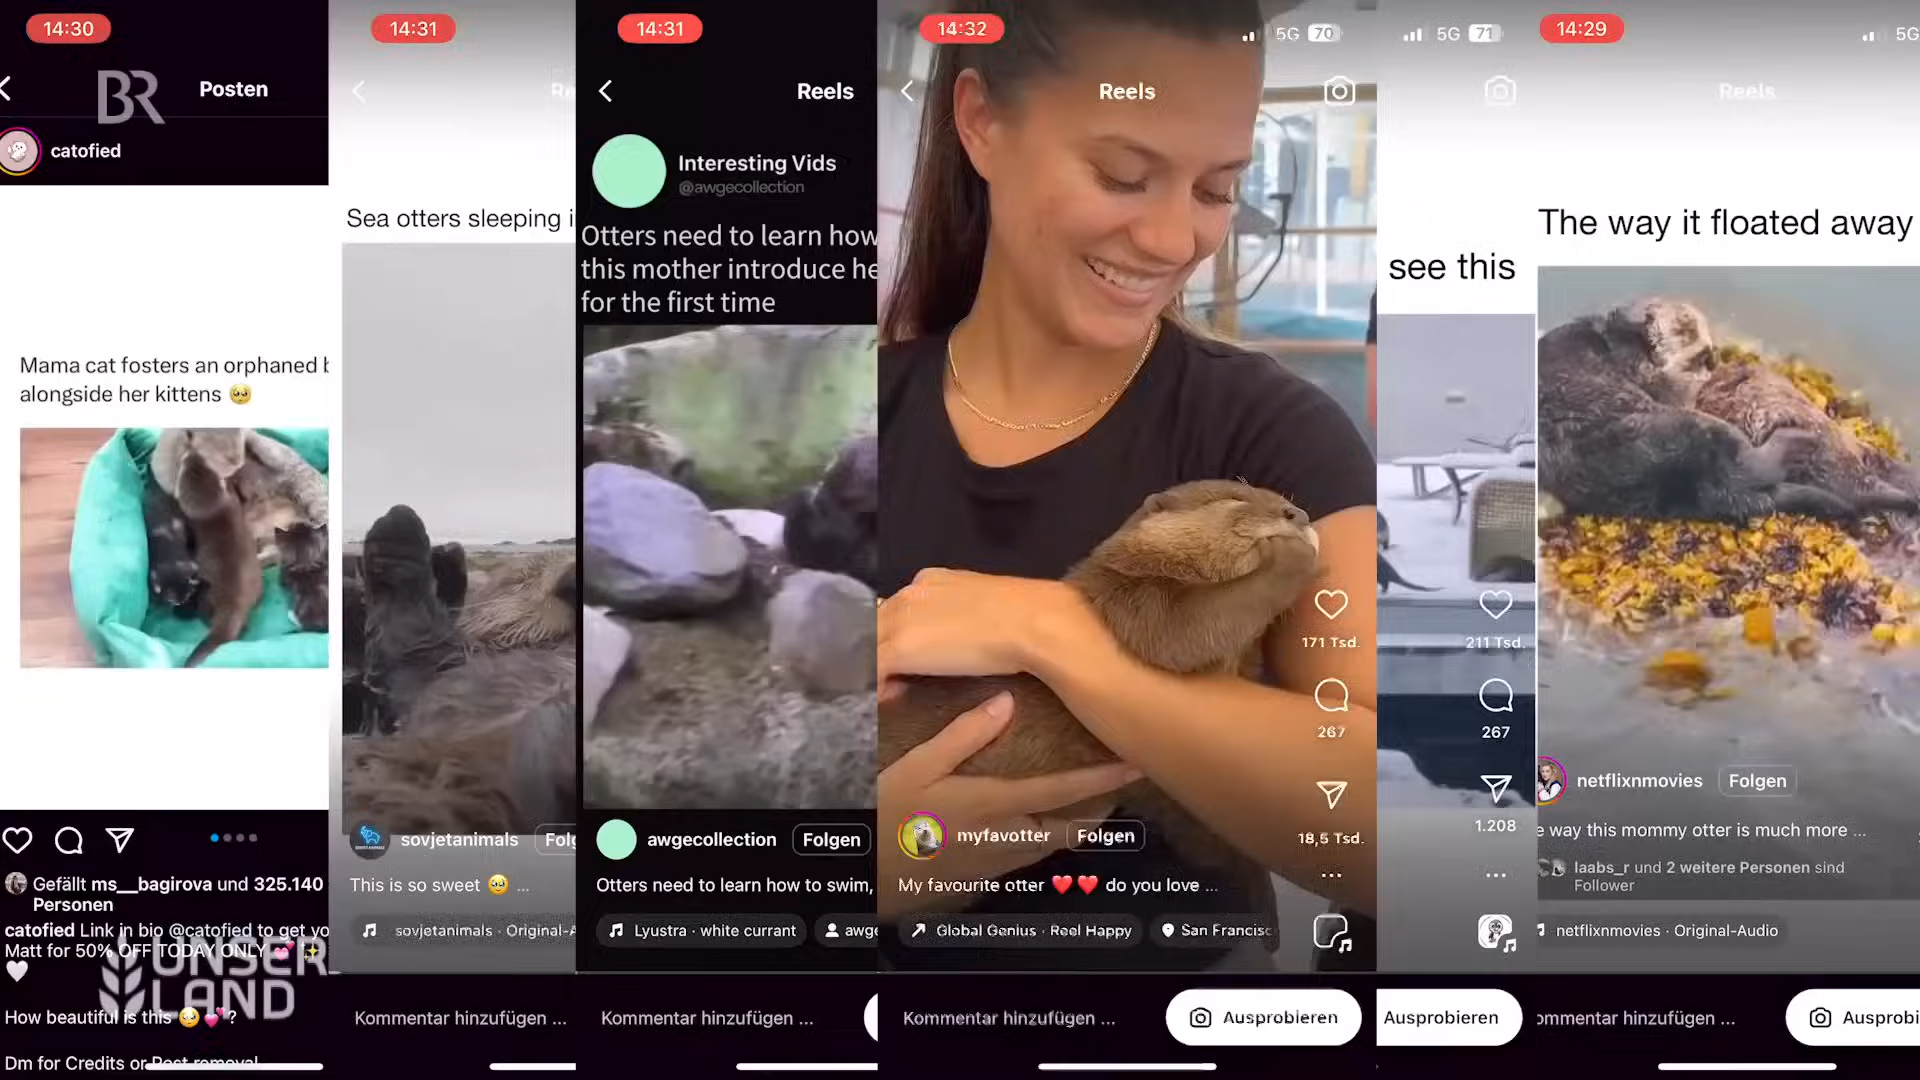 14:30
BR
Posten
catofied
Mama cat fosters an orphaned
alongside her kittens 🥺
Gefällt ms__bagirova und 325.140
Personen
catofied Link in bio @catofied to get yo
Matt for 50% OFF TODAY ONLY 💕 ✨
🤍
UNSER
LAND
How beautiful is this 🥺💕?
Dm for Credits or Post removal
14:31
Sea otters sleeping
sovjetanimals
Folg
This is so sweet 🥺 ...
sovjetanimals · Original-A
Kommentar hinzufügen ...
14:31
Reels
Interesting Vids
@awgecollection
Otters need to learn how
this mother introduce he
for the first time
awgecollection
Folgen
Otters need to learn how to swim,
Lyustra · white currant
awge
Kommentar hinzufügen ...
14:32
5G 70
Reels
171 Tsd.
267
18,5 Tsd.
myfavotter
Folgen
My favourite otter ❤️❤️ do you love ...
Global Genius · Reel Happy
San Francisc
Kommentar hinzufügen ...
Ausprobieren
5G 71
see this
211 Tsd.
267
1.208
Ausprobieren
14:29
5G
Reels
The way it floated away
netflixnmovies
Folgen
e way this mommy otter is much more ...
laabs_r und 2 weitere Personen sind
Follower
netflixnmovies · Original-Audio
ommentar hinzufügen ...
Ausprobi